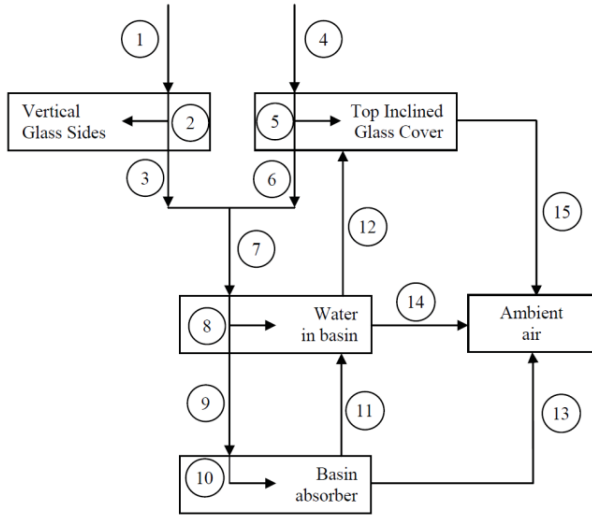 1
4
Vertical
Glass Sides
2
5
Top Inclined
Glass Cover
3
6
12
15
7
14
8
Water
in basin
Ambient
air
9
11
13
10
Basin
absorber